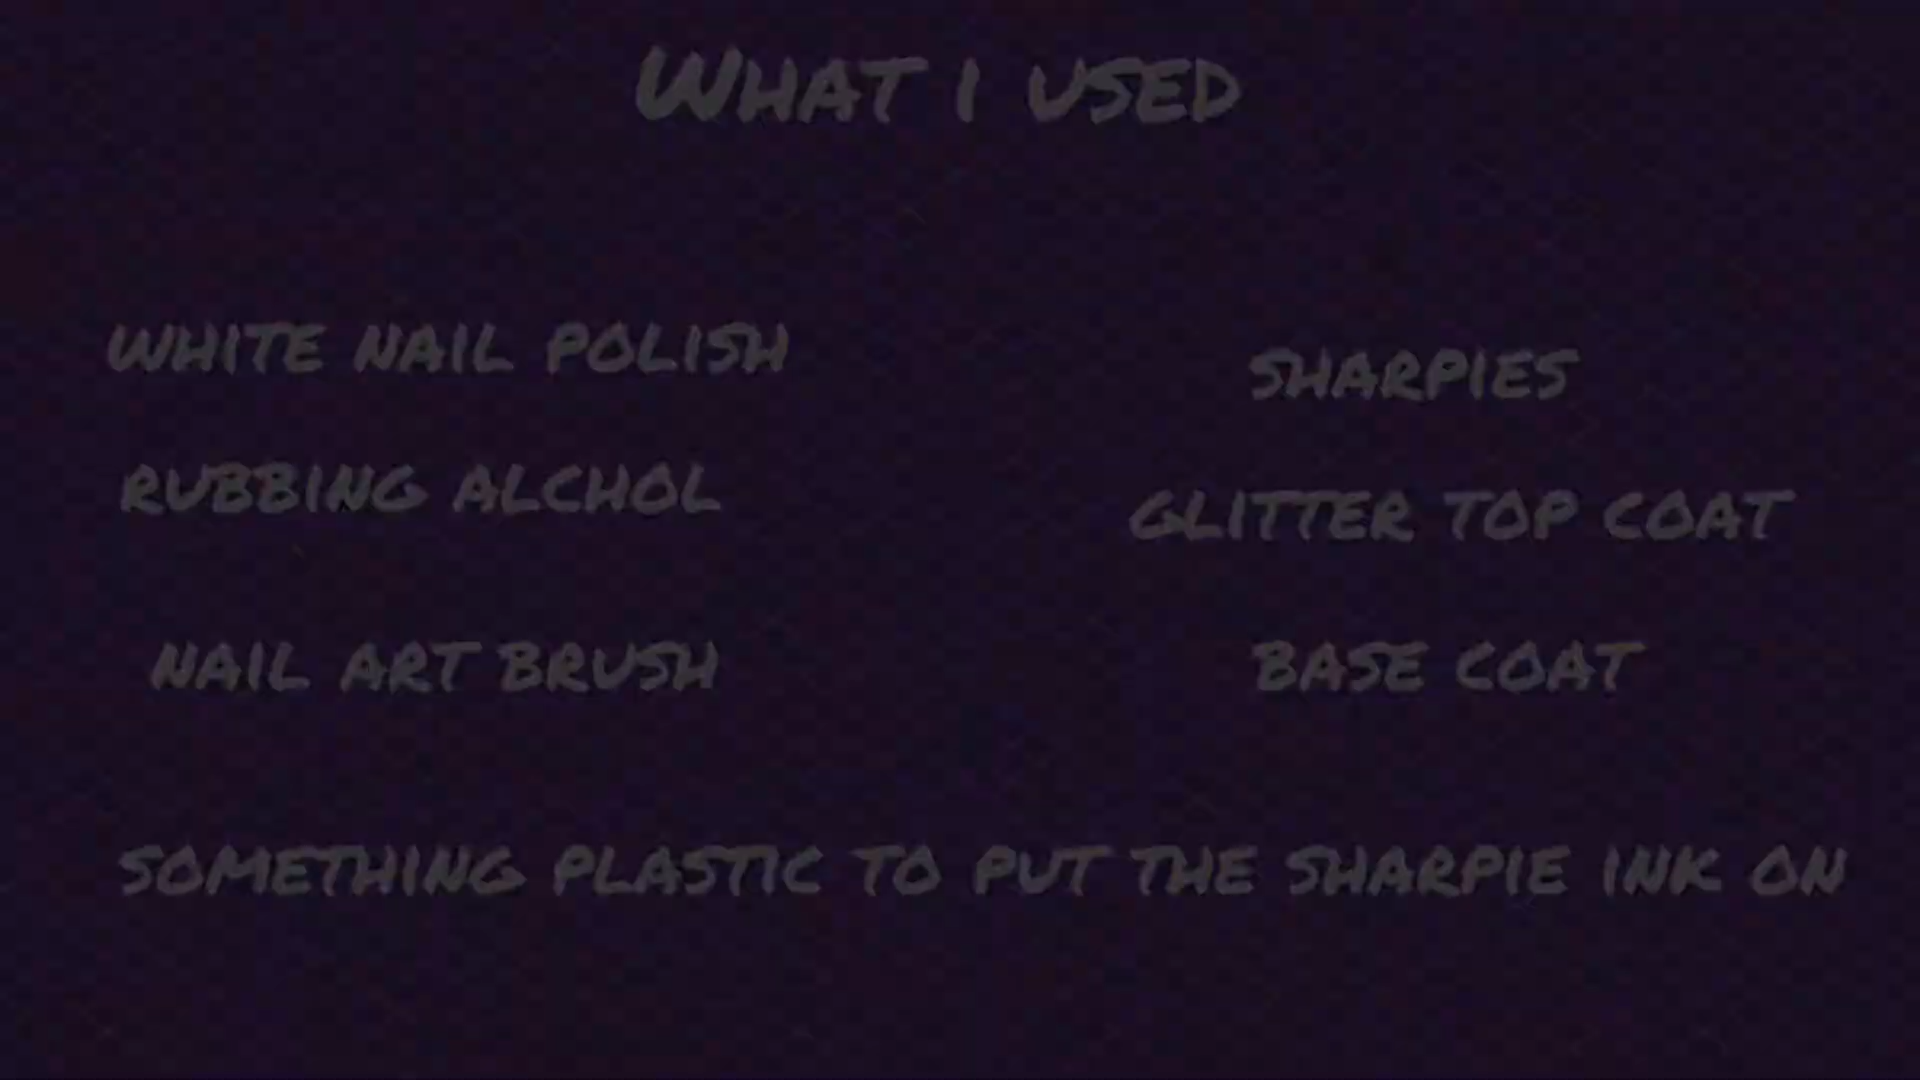 WHAT I USED
WHITE NAIL POLISH
SHARPIES
RUBBING ALCHOL
GLITTER TOP COAT
NAIL ART BRUSH
BASE COAT
SOMETHING PLASTIC TO PUT THE SHARPIE INK ON